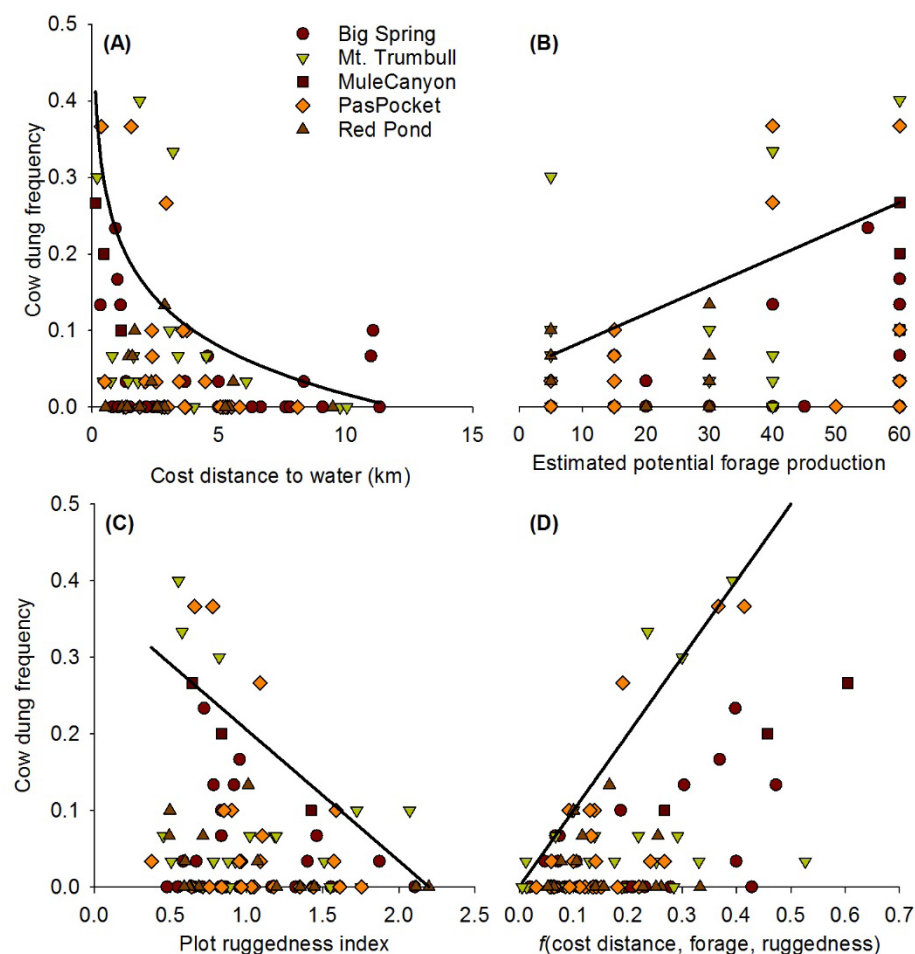 0.5
(A)
Big Spring
(B)
Mt. Trumbull
0.4
MuleCanyon
PasPocket
Red Pond
0.3
0.2
0.1
0.0
Cow dung frequency
0
5
10
15
Cost distance to water (km)
0
10
20
30
40
50
60
Estimated potential forage production
0.5
(C)
(D)
0.4
0.3
0.2
0.1
0.0
Cow dung frequency
0.0
0.5
1.0
1.5
2.0
2.5
Plot ruggedness index
0.0
0.1
0.2
0.3
0.4
0.5
0.6
0.7
f(cost distance, forage, ruggedness)